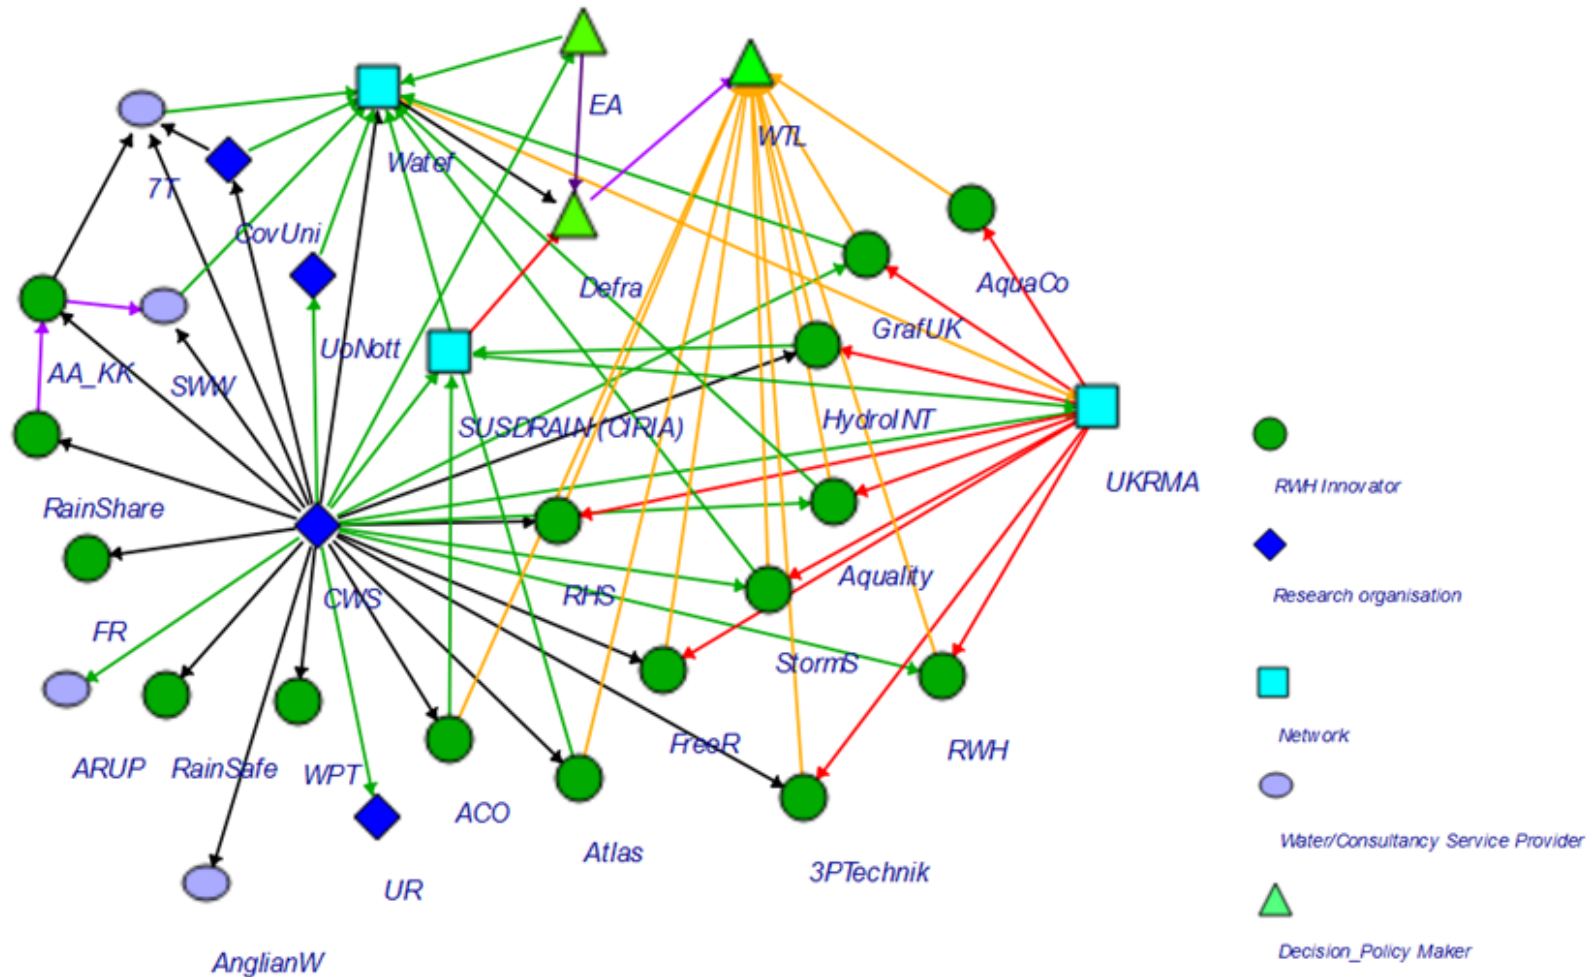 EA
WTL
Watef
7T
CovUni
Defra
AquaCo
GrafUK
UoNott
AA_KK
SWW
SUSDRAIN (CIRIA)
HydroINT
UKRMA
RWH Innovator
RainShare
Aquality
CWS
RHS
Research organisation
FR
StormS
FreeR
RWH
Network
ARUP
RainSafe
WPT
ACO
Atlas
Water/Consultancy Service Provider
3PTechnik
UR
Decision_Policy Maker
AnglianW